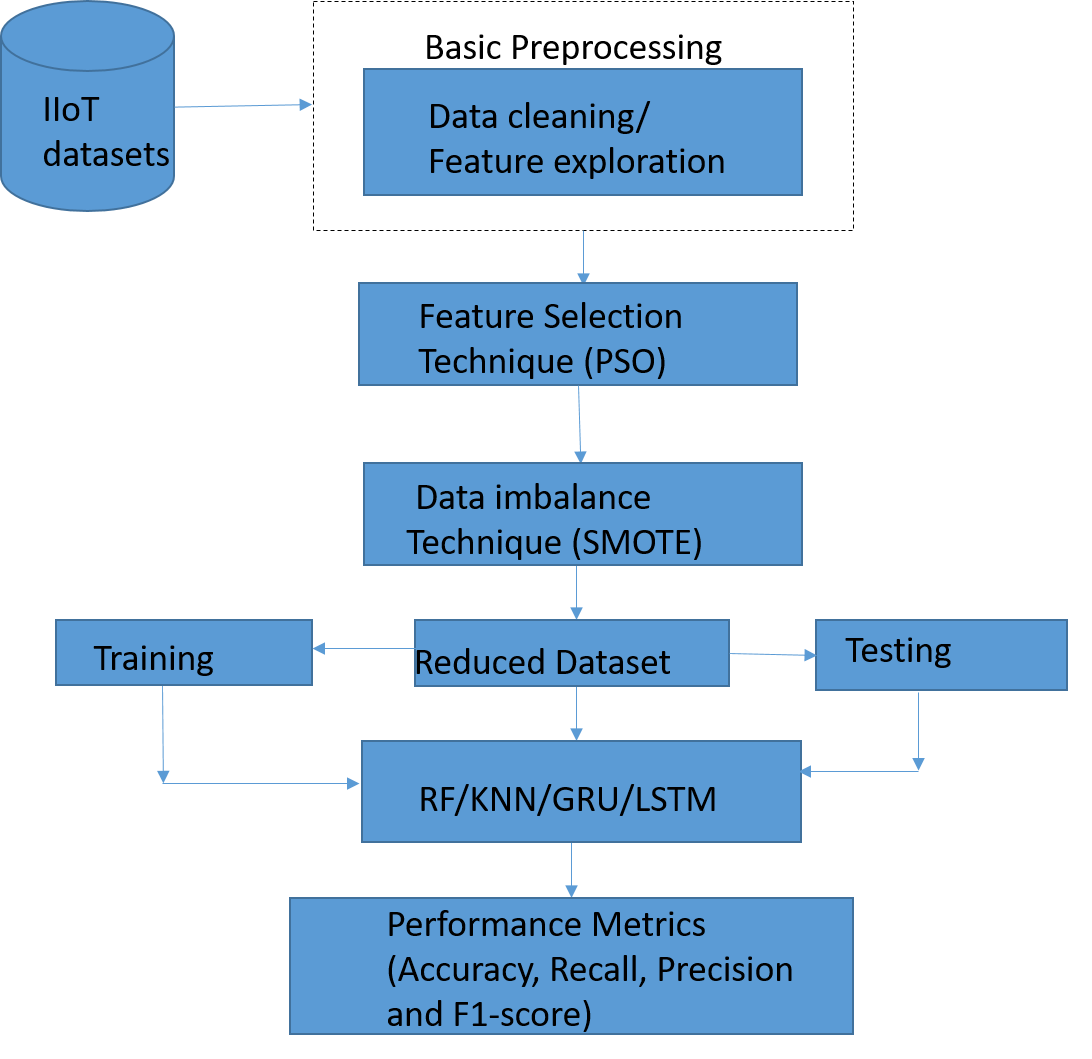 IIoT
datasets
Basic Preprocessing
Data cleaning/
Feature exploration
Feature Selection
Technique (PSO)
Data imbalance
Technique (SMOTE)
Training
Reduced Dataset
Testing
RF/KNN/GRU/LSTM
Performance Metrics
(Accuracy, Recall, Precision
and F1-score)